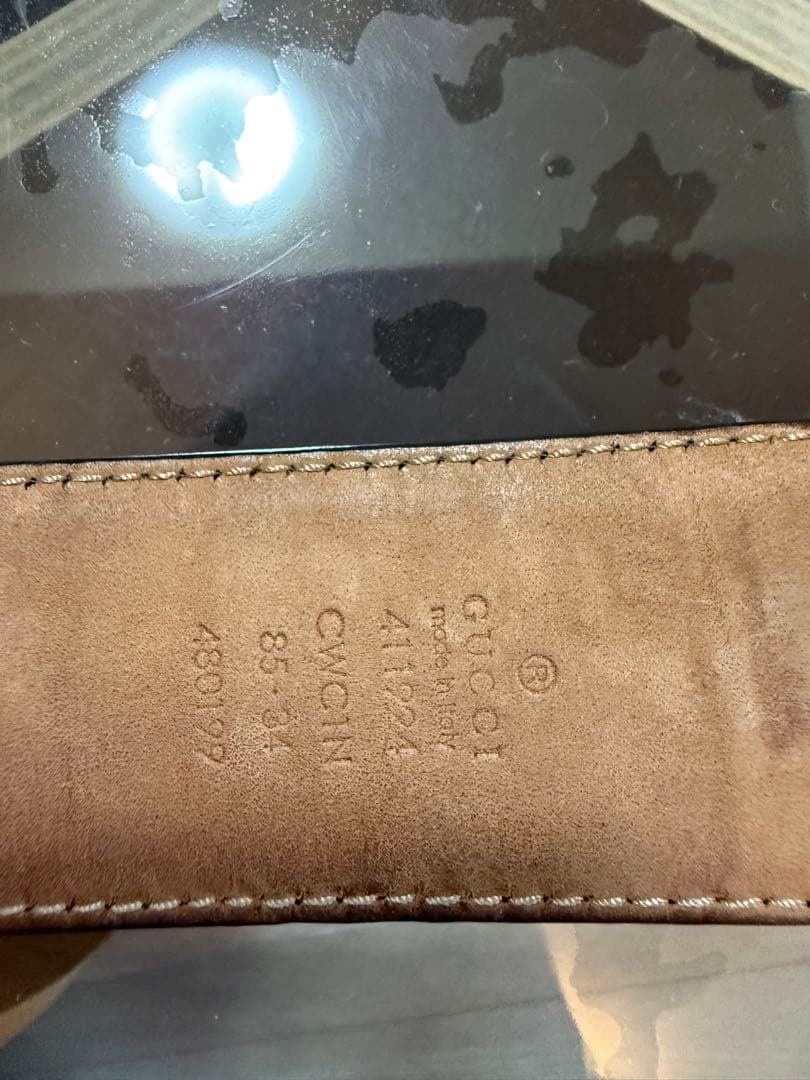 ®
GUCCI
made in italy
411924
CWC1N
85·34
480199